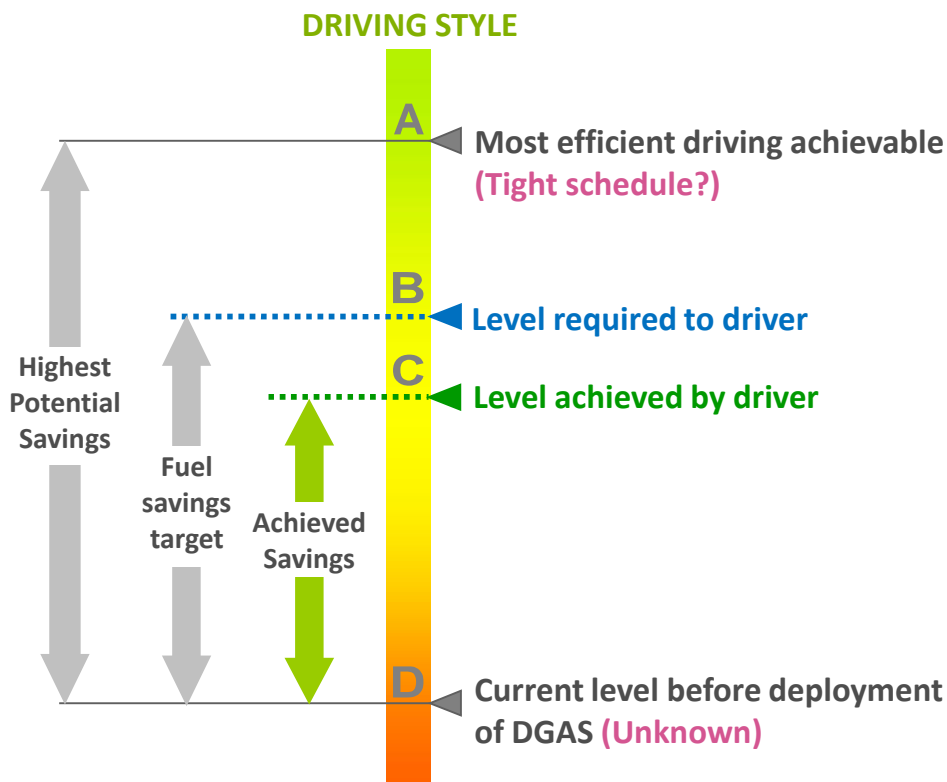 DRIVING STYLE
A
Most efficient driving achievable
(Tight schedule?)
B
Level required to driver
C
Level achieved by driver
Highest
Potential
Savings
Fuel
savings
target
Achieved
Savings
D
Current level before deployment
of DGAS (Unknown)